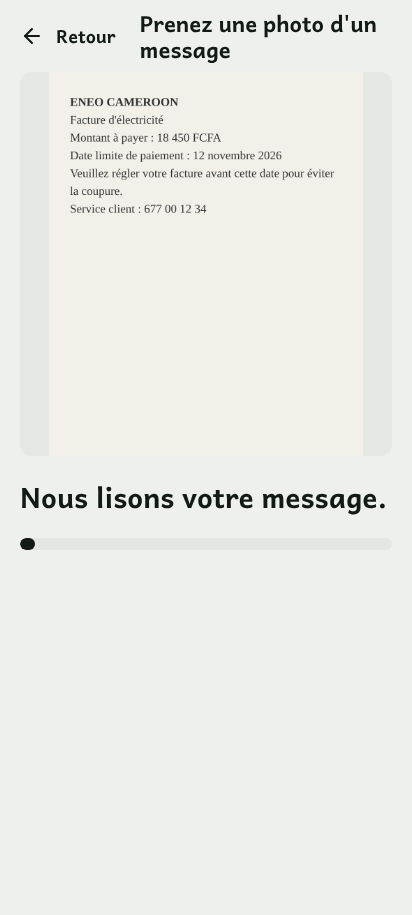 Retour
Prenez une photo d'un
message
ENEO CAMEROON
Facture d'électricité
Montant à payer : 18 450 FCFA
Date limite de paiement : 12 novembre 2026
Veuillez régler votre facture avant cette date pour éviter
la coupure.
Service client : 677 00 12 34
Nous lisons votre message.